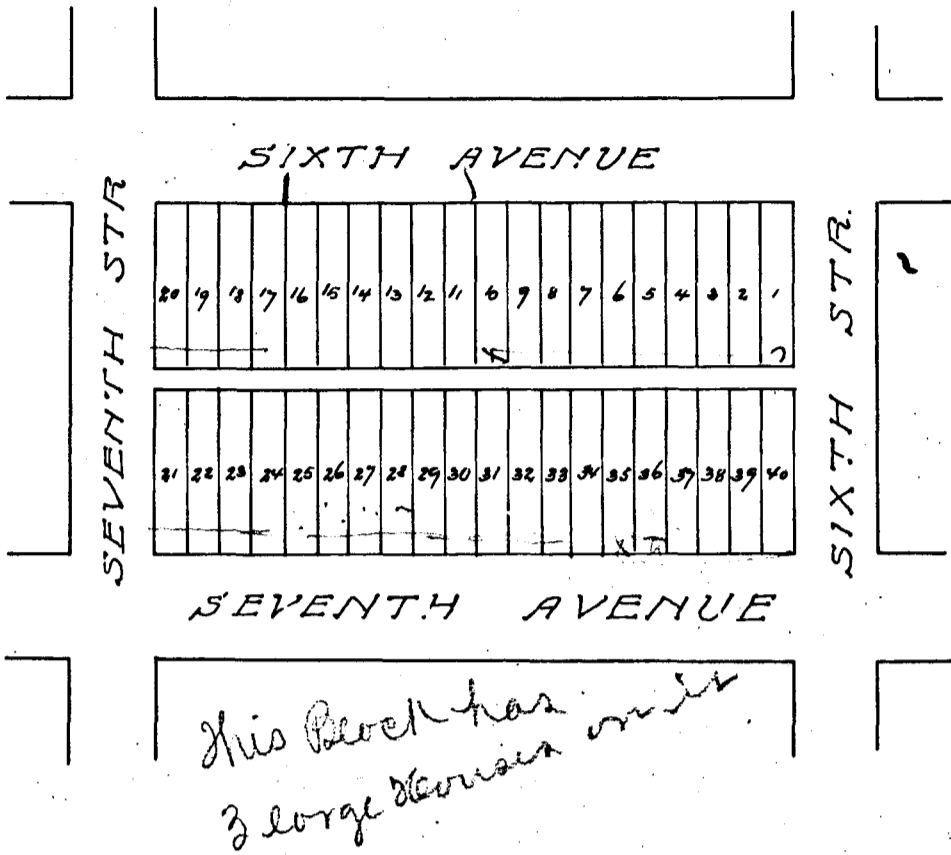 SIXTH AVENUE
SEVENTH STR
SIXTH STR.
20 19 18 17 16 15 14 13 12 11 10 9 8 7 6 5 4 3 2 1
21 22 23 24 25 26 27 28 29 30 31 32 33 34 35 36 37 38 39 40
SEVENTH AVENUE
This Block has
3 large Houses on it